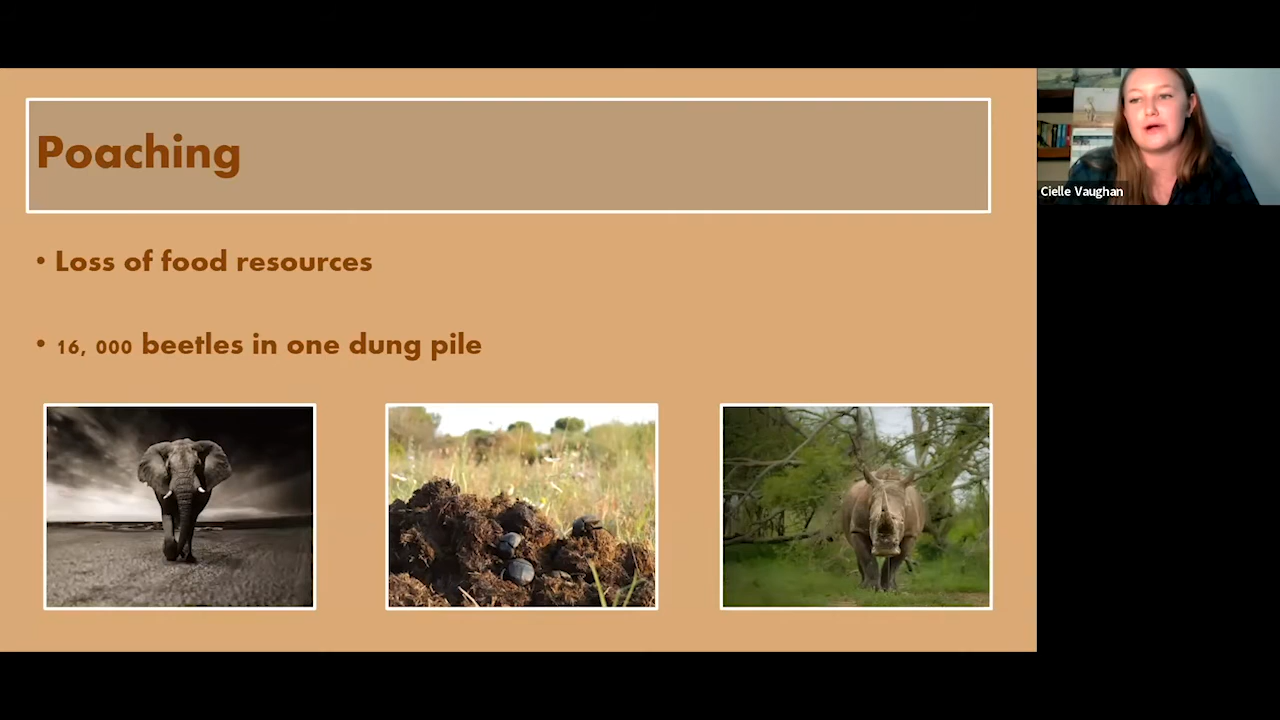 Poaching
• Loss of food resources
• 16, 000 beetles in one dung pile
Cielle Vaughan